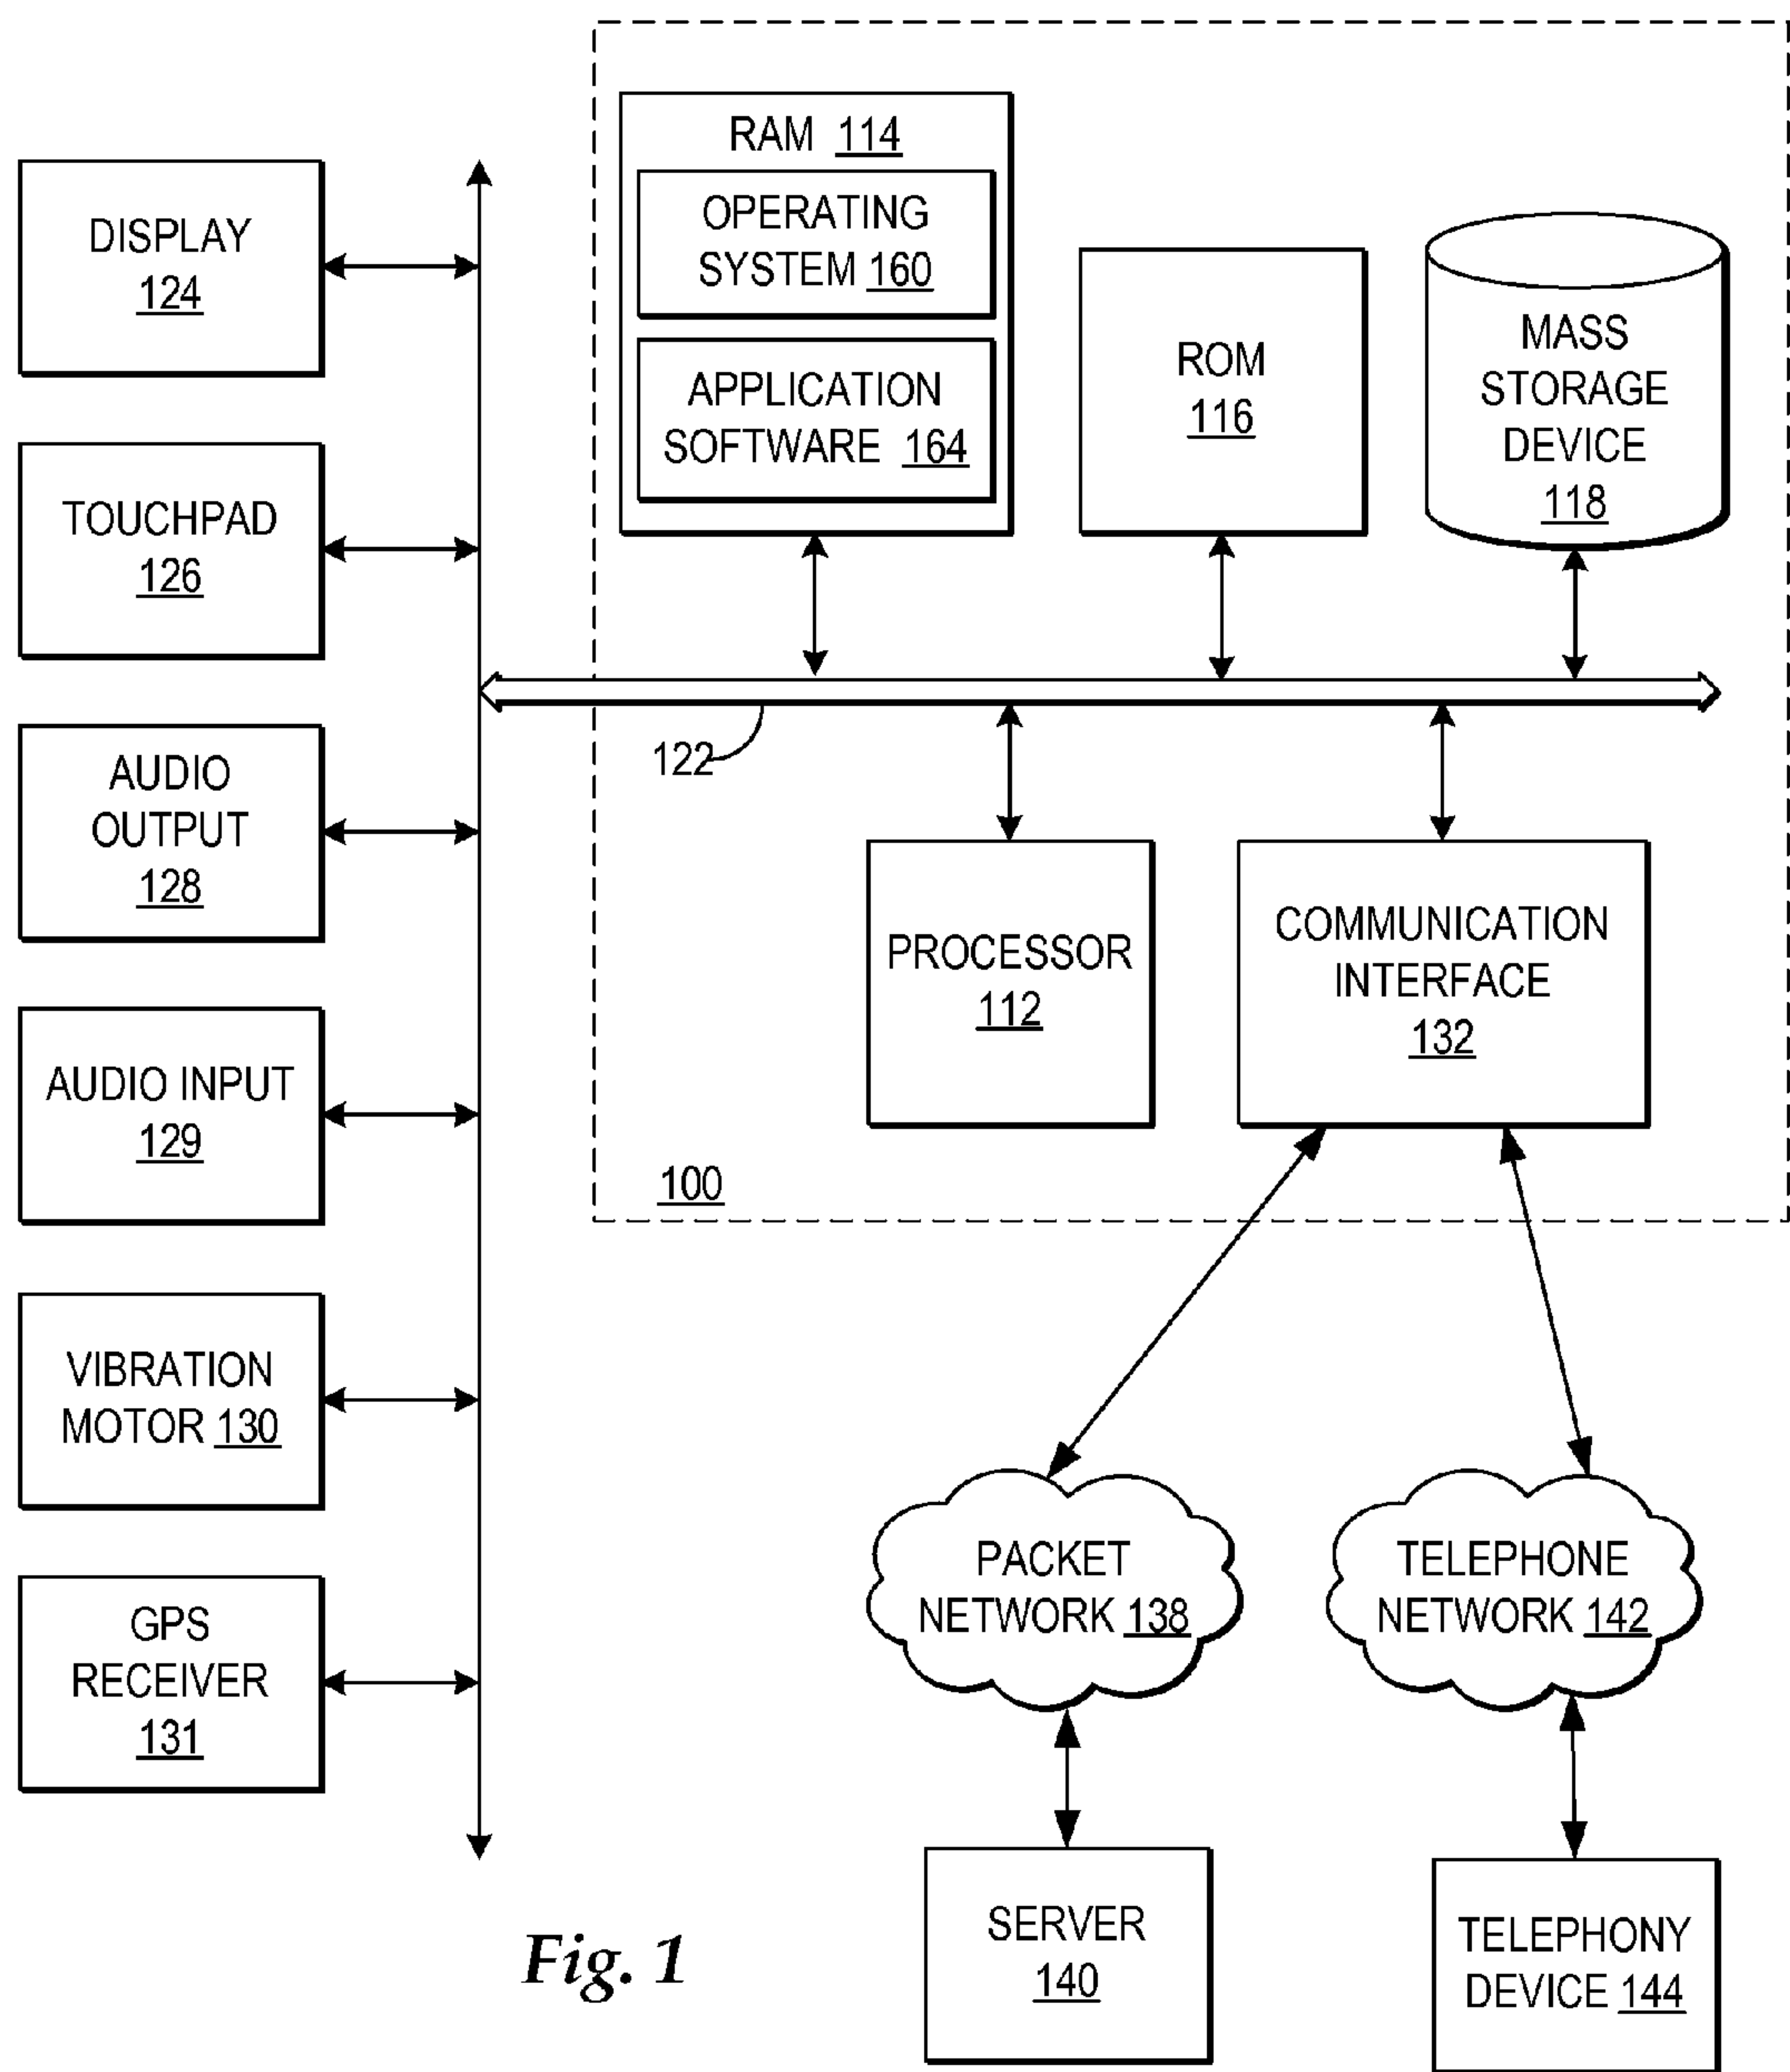 RAM 114
OPERATING
SYSTEM 160
APPLICATION
SOFTWARE 164
ROM
116
MASS
STORAGE
DEVICE
118
DISPLAY
124
TOUCHPAD
126
AUDIO
OUTPUT
128
AUDIO INPUT
129
VIBRATION
MOTOR 130
GPS
RECEIVER
131
122
PROCESSOR
112
COMMUNICATION
INTERFACE
132
100
PACKET
NETWORK 138
TELEPHONE
NETWORK 142
SERVER
140
TELEPHONY
DEVICE 144
Fig. 1